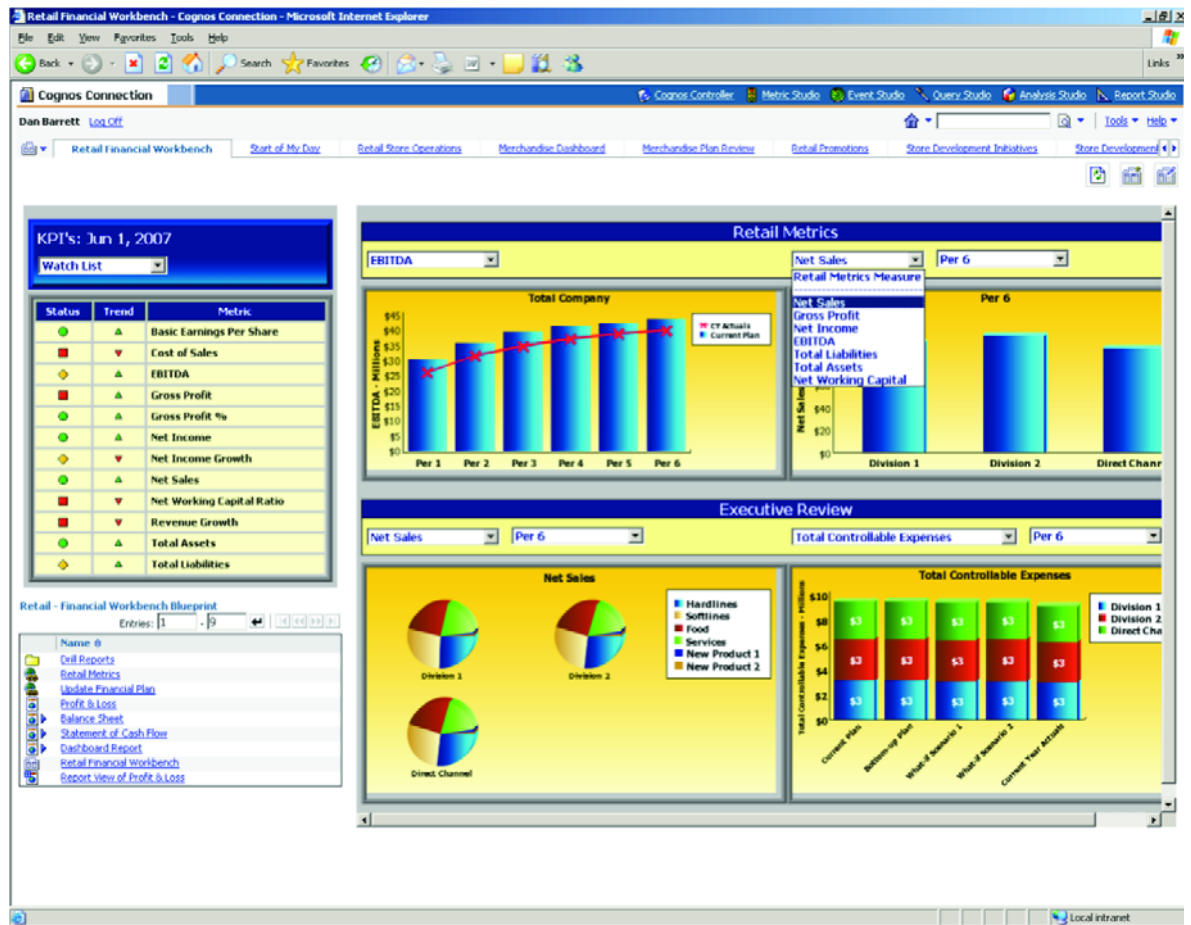 Retail Financial Workbench - Cognos Connection - Microsoft Internet Explorer
File Edit View Favorites Tools Help
Back Search Favorites Links
Cognos Connection Cognos Controller Metric Studio Event Studio Query Studio Analysis Studio Report Studio
Dan Barrett Log Off Tools Help
Retail Financial Workbench Start of My Day Retail Store Operations Merchandise Dashboard Merchandise Plan Review Retail Promotions Store Development Initiatives Store Development
KPI's: Jun 1, 2007
Watch List
Status Trend Metric
Basic Earnings Per Share
Cost of Sales
EBITDA
Gross Profit
Gross Profit %
Net Income
Net Income Growth
Net Sales
Net Working Capital Ratio
Revenue Growth
Total Assets
Total Liabilities
Retail - Financial Workbench Blueprint
Entries: 1 - 9
Name
Drill Reports
Retail Metrics
Update Financial Plan
Profit & Loss
Balance Sheet
Statement of Cash Flow
Dashboard Report
Retail Financial Workbench
Report View of Profit & Loss
Retail Metrics
EBITDA Net Sales Per 6
Retail Metrics Measure
Net Sales
Gross Profit
Net Income
EBITDA
Total Liabilities
Total Assets
Net Working Capital
Total Company
EBITDA - Millions
$45
$40
$35
$30
$25
$20
$15
$10
$5
$0
Per 1 Per 2 Per 3 Per 4 Per 5 Per 6
CY Actuals
Current Plan
Per 6
Net Sales
$60
$40
$20
$0
Division 1 Division 2 Direct Chann
Executive Review
Net Sales Per 6 Total Controllable Expenses Per 6
Net Sales
Division 1 Division 2
Direct Channel
Hardlines
Softlines
Food
Services
New Product 1
New Product 2
Total Controllable Expenses
Total Controllable Expenses - Millions
$10
$8
$6
$4
$2
$0
$3 $3 $3 $3 $3
$3 $3 $3 $3 $3
$3 $3 $3 $3 $3
Current Plan Bottom-up Plan What-if Scenario 1 What-if Scenario 2 Current Year Actuals
Division 1
Division 2
Direct Cha
Local intranet